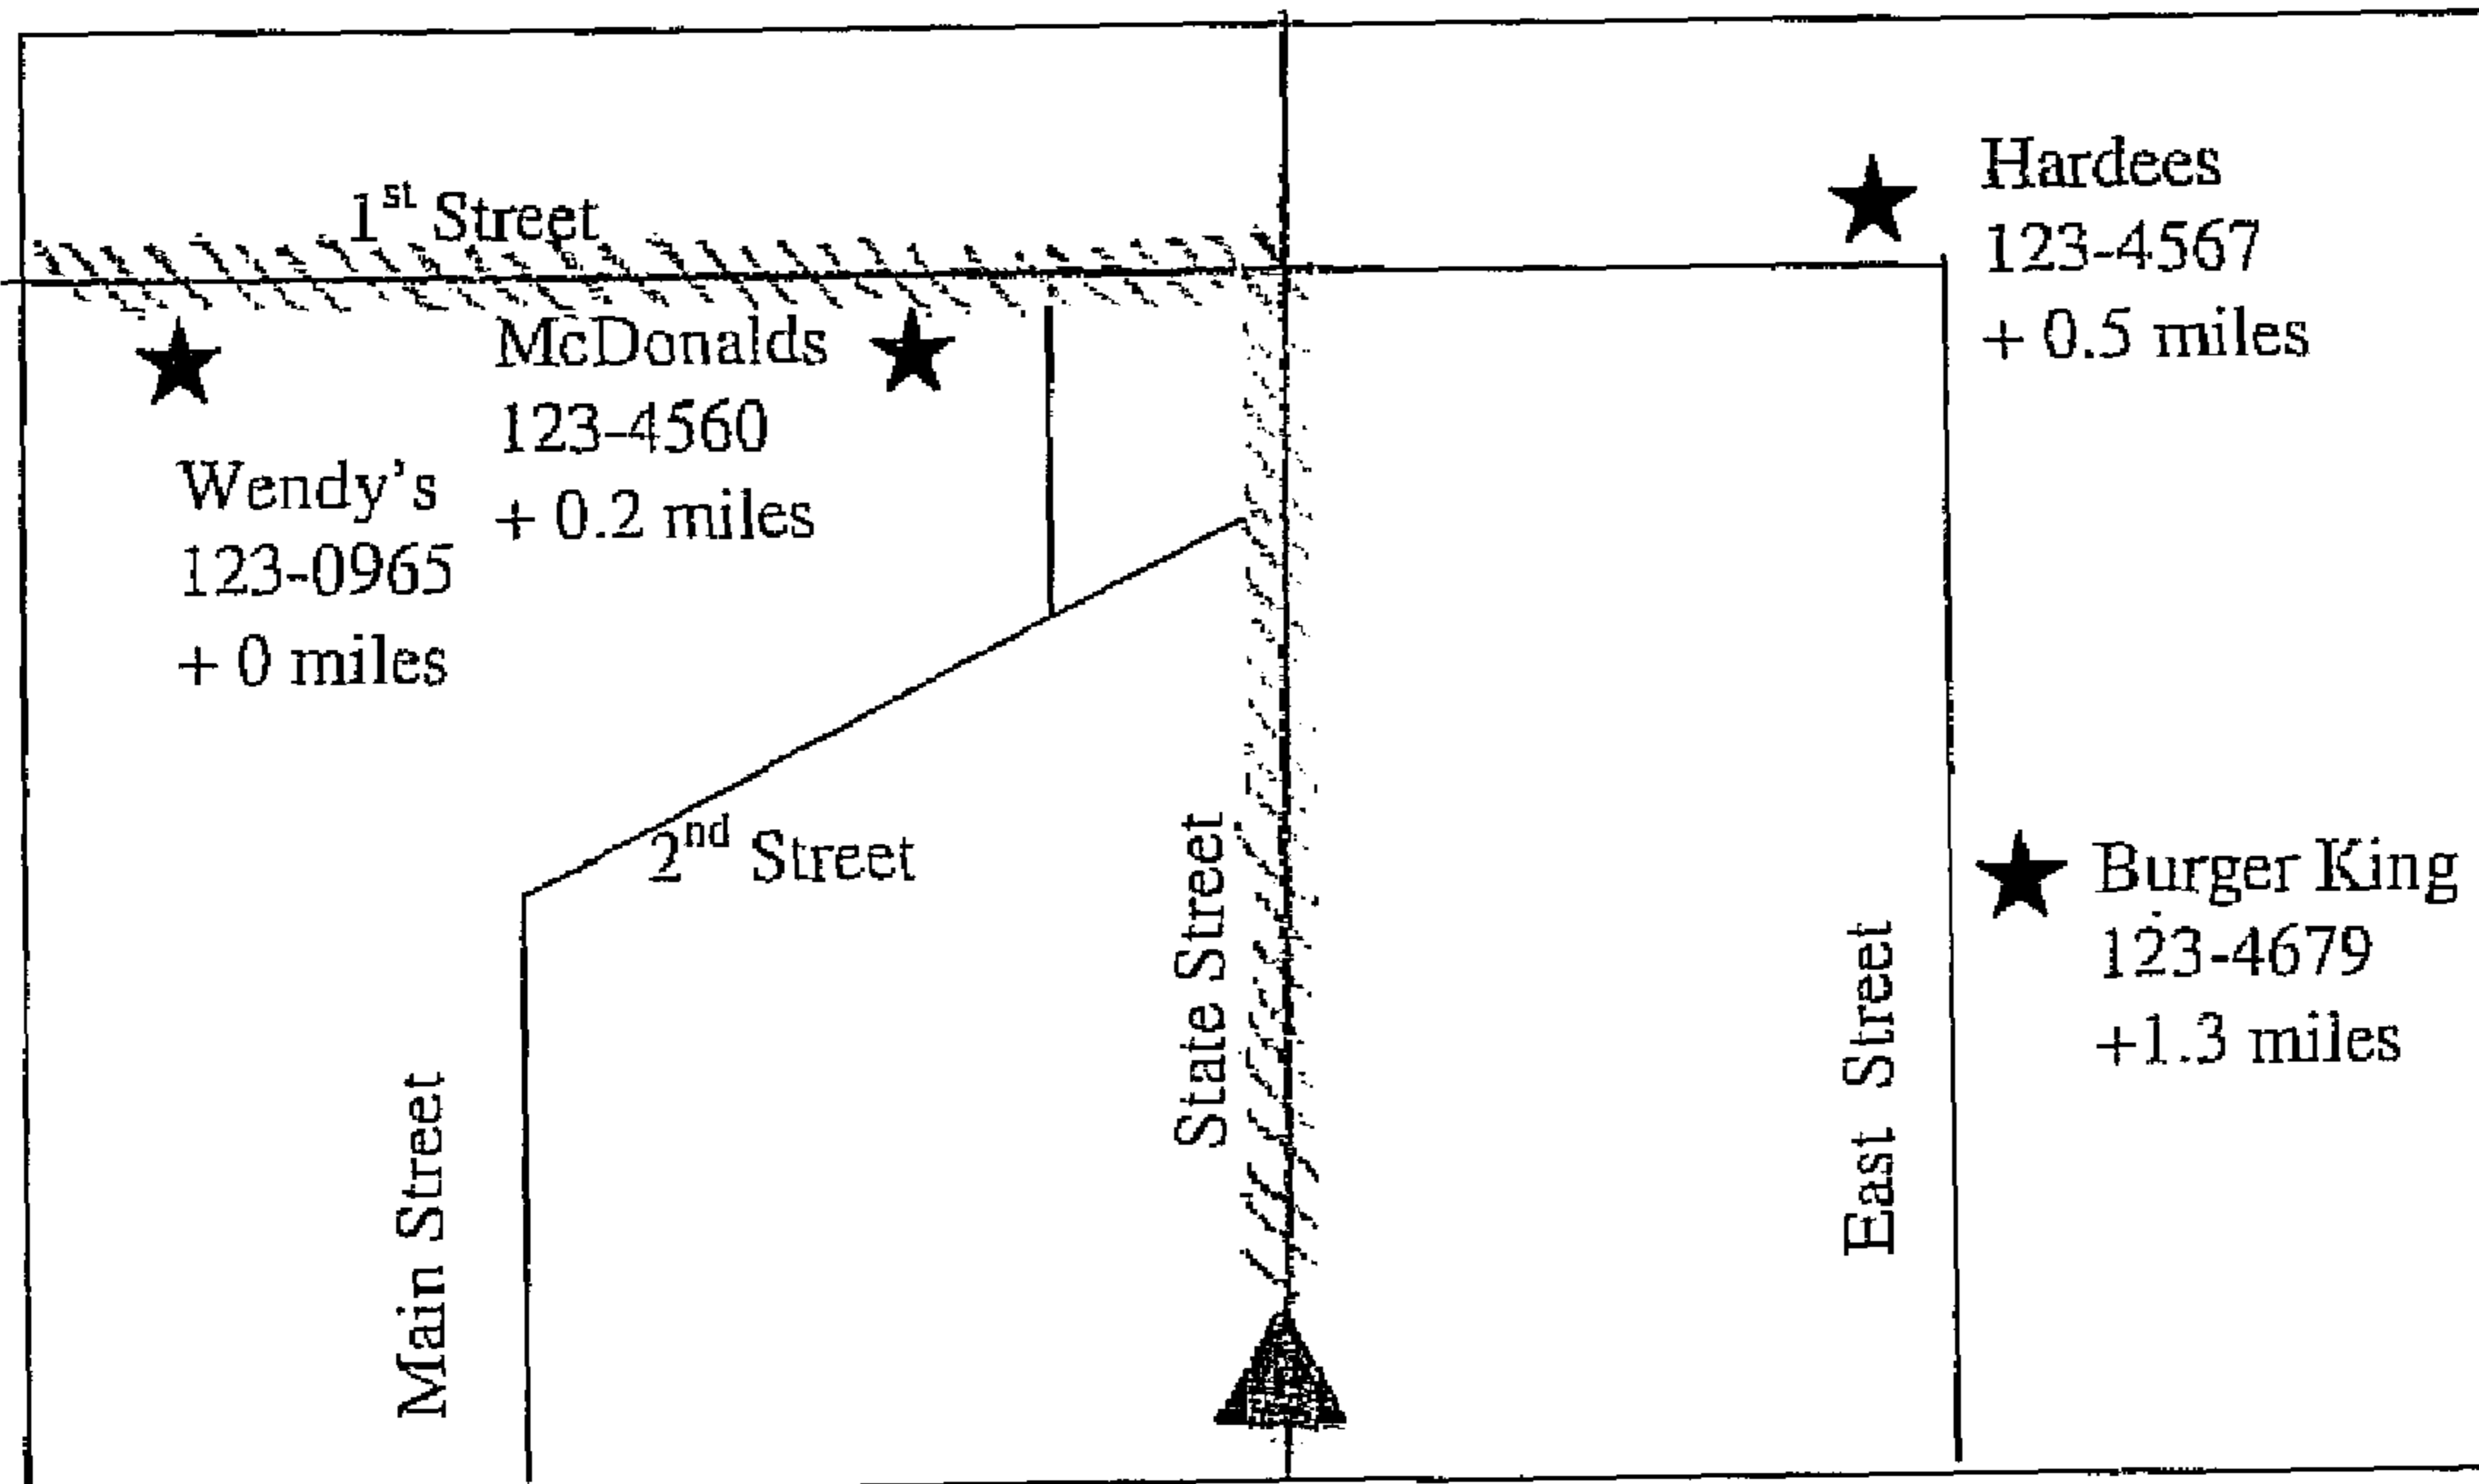 1st Street
Hardees
123-4567
+ 0.5 miles
McDonalds
123-4560
+ 0.2 miles
Wendy's
123-0965
+ 0 miles
2nd Street
State Street
Burger King
123-4679
+1.3 miles
East Street
Main Street